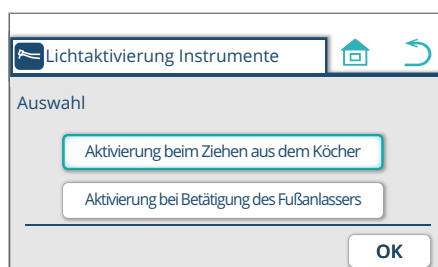 Lichtaktivierung Instrumente
Auswahl
Aktivierung beim Ziehen aus dem Köcher
Aktivierung bei Betätigung des Fußanlassers
OK